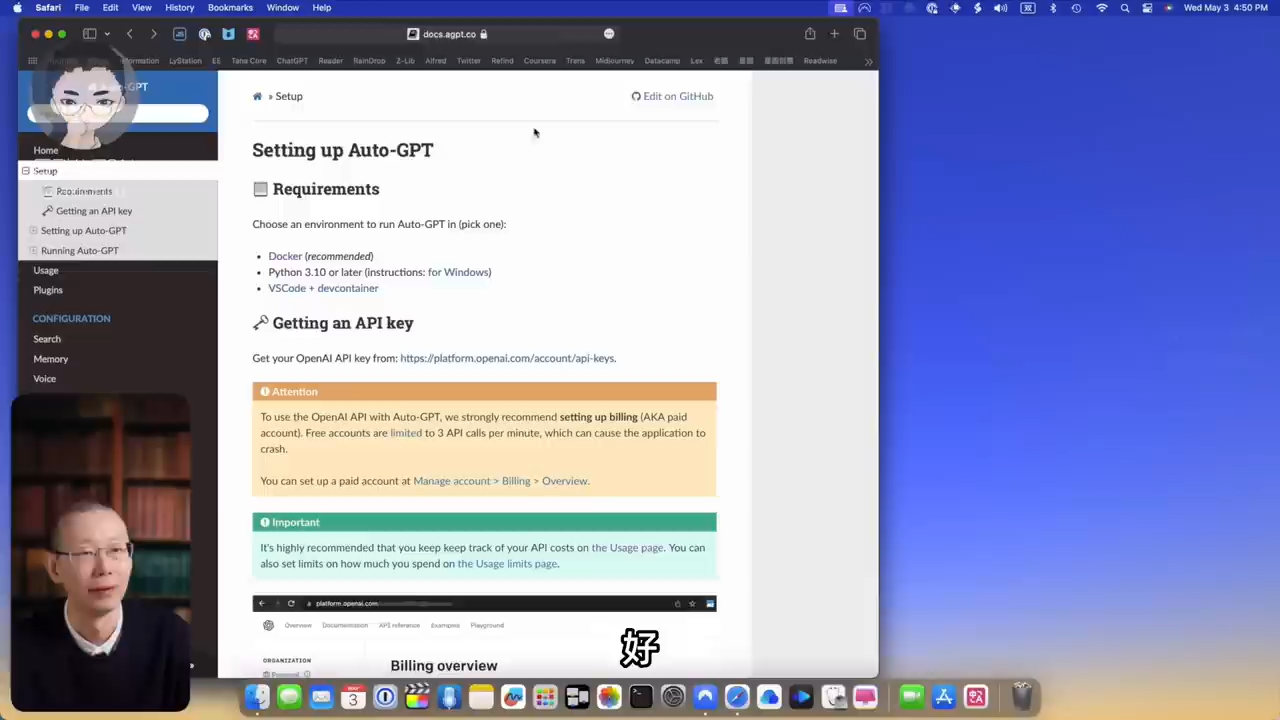 Safari File Edit View History Bookmarks Window Help
Wed May 3 4:50 PM
docs.agpt.co
LyStation EE Tana Core ChatGPT Reader RainDrop Z-Lib Alfred Twitter Refind Coursera Trans Midjourney Datacamp Lex Readwise
Home
Setup
Requirements
Getting an API key
Setting up Auto-GPT
Running Auto-GPT
Usage
Plugins
CONFIGURATION
Search
Memory
Voice
» Setup
Edit on GitHub
Setting up Auto-GPT
Requirements
Choose an environment to run Auto-GPT in (pick one):
• Docker (recommended)
• Python 3.10 or later (instructions: for Windows)
• VSCode + devcontainer
Getting an API key
Get your OpenAI API key from: https://platform.openai.com/account/api-keys.
Attention
To use the OpenAI API with Auto-GPT, we strongly recommend setting up billing (AKA paid
account). Free accounts are limited to 3 API calls per minute, which can cause the application to
crash.
You can set up a paid account at Manage account > Billing > Overview.
Important
It's highly recommended that you keep keep track of your API costs on the Usage page. You can
also set limits on how much you spend on the Usage limits page.
platform.openai.com
Overview Documentation API reference Examples Playground
ORGANIZATION
Personal
Billing overview
好
3